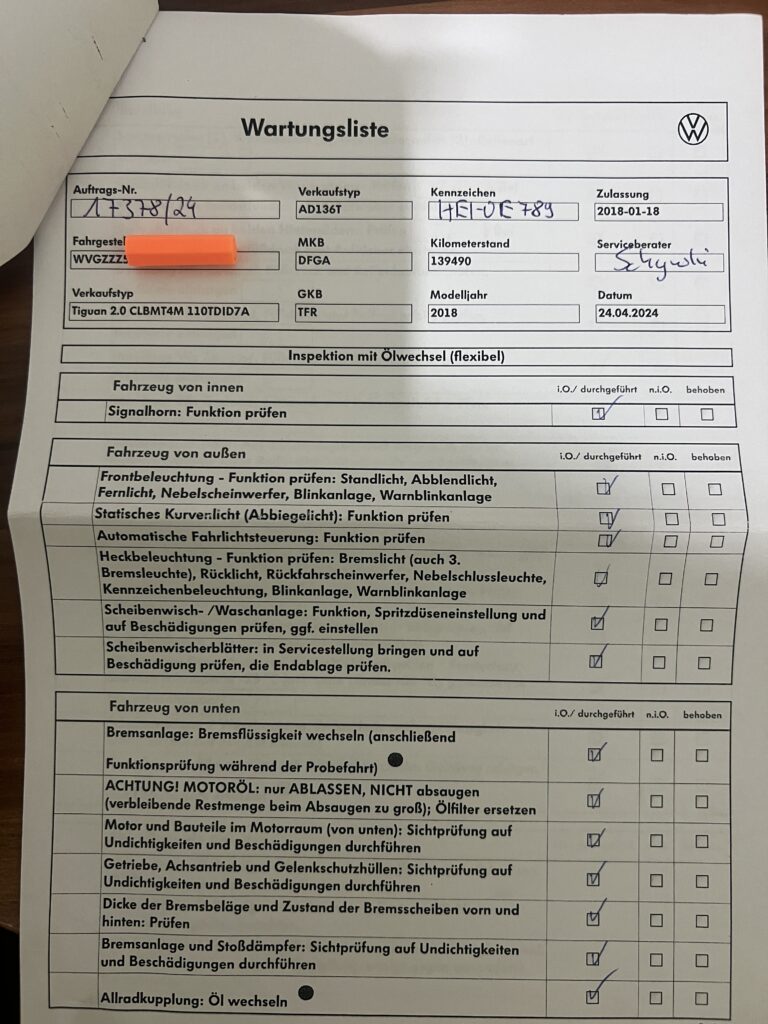 Wartungsliste
Auftrags-Nr. Verkaufstyp Kennzeichen Zulassung
17378/24 AD136T HEI-UE 789 2018-01-18
Fahrgestel MKB Kilometerstand Serviceberater
WVGZZZ5 DFGA 139490
Verkaufstyp GKB Modelljahr Datum
Tiguan 2.0 CLBMT4M 110TDID7A TFR 2018 24.04.2024
Inspektion mit Ölwechsel (flexibel)
Fahrzeug von innen i.O./ durchgeführt n.i.O. behoben
Signalhorn: Funktion prüfen
Fahrzeug von außen i.O./ durchgeführt n.i.O. behoben
Frontbeleuchtung - Funktion prüfen: Standlicht, Abblendlicht,
Fernlicht, Nebelscheinwerfer, Blinkanlage, Warnblinkanlage
Statisches Kurvenlicht (Abbiegelicht): Funktion prüfen
Automatische Fahrlichtsteuerung: Funktion prüfen
Heckbeleuchtung - Funktion prüfen: Bremslicht (auch 3.
Bremsleuchte), Rücklicht, Rückfahrscheinwerfer, Nebelschlussleuchte,
Kennzeichenbeleuchtung, Blinkanlage, Warnblinkanlage
Scheibenwisch- /Waschanlage: Funktion, Spritzdüseneinstellung und
auf Beschädigungen prüfen, ggf. einstellen
Scheibenwischerblätter: in Servicestellung bringen und auf
Beschädigung prüfen, die Endablage prüfen.
Fahrzeug von unten i.O./ durchgeführt n.i.O. behoben
Bremsanlage: Bremsflüssigkeit wechseln (anschließend
Funktionsprüfung während der Probefahrt)
ACHTUNG! MOTORÖL: nur ABLASSEN, NICHT absaugen
(verbleibende Restmenge beim Absaugen zu groß); Ölfilter ersetzen
Motor und Bauteile im Motorraum (von unten): Sichtprüfung auf
Undichtigkeiten und Beschädigungen durchführen
Getriebe, Achsantrieb und Gelenkschutzhüllen: Sichtprüfung auf
Undichtigkeiten und Beschädigungen durchführen
Dicke der Bremsbeläge und Zustand der Bremsscheiben vorn und
hinten: Prüfen
Bremsanlage und Stoßdämpfer: Sichtprüfung auf Undichtigkeiten
und Beschädigungen durchführen
Allradkupplung: Öl wechseln